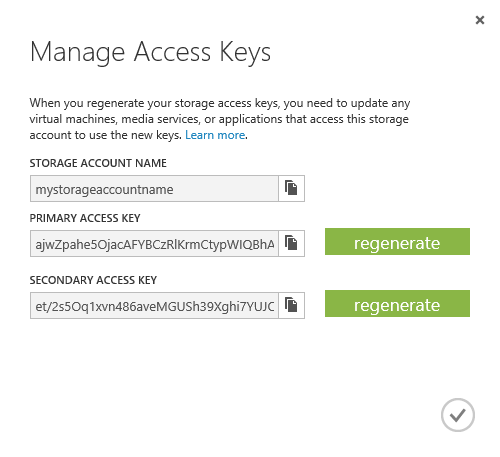 Manage Access Keys
When you regenerate your storage access keys, you need to update any
virtual machines, media services, or applications that access this storage
account to use the new keys. Learn more.
STORAGE ACCOUNT NAME
mystorageaccountname
PRIMARY ACCESS KEY
ajwZpahe5OjacAFYBCzRlKrmCtypWIQBhA
regenerate
SECONDARY ACCESS KEY
et/2s5Oq1xvn486aveMGUSh39Xghi7YUJC
regenerate